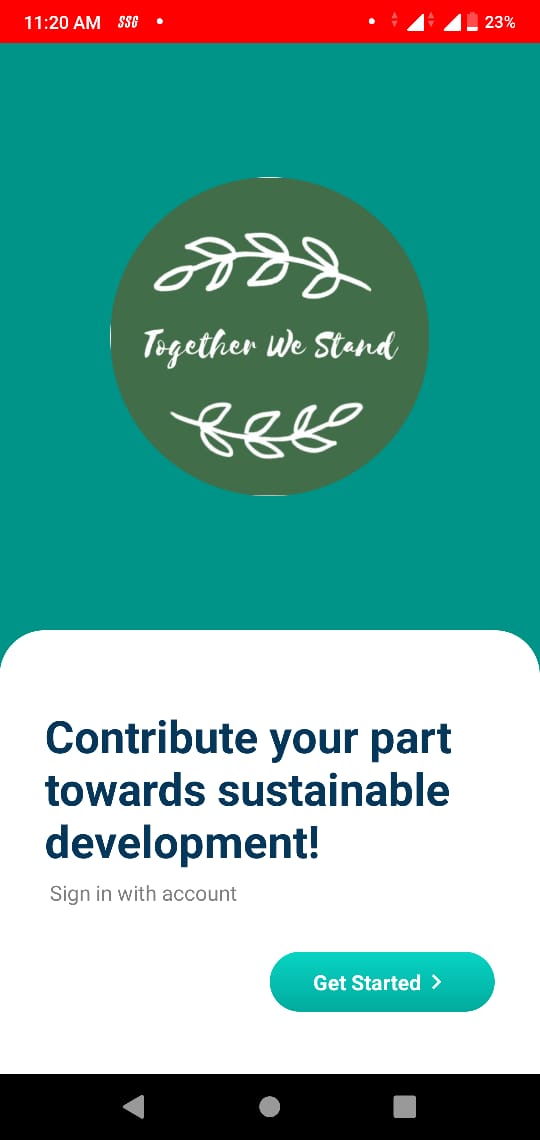 11:20 AM SSG 23%
Together We Stand
Contribute your part
towards sustainable
development!
Sign in with account
Get Started